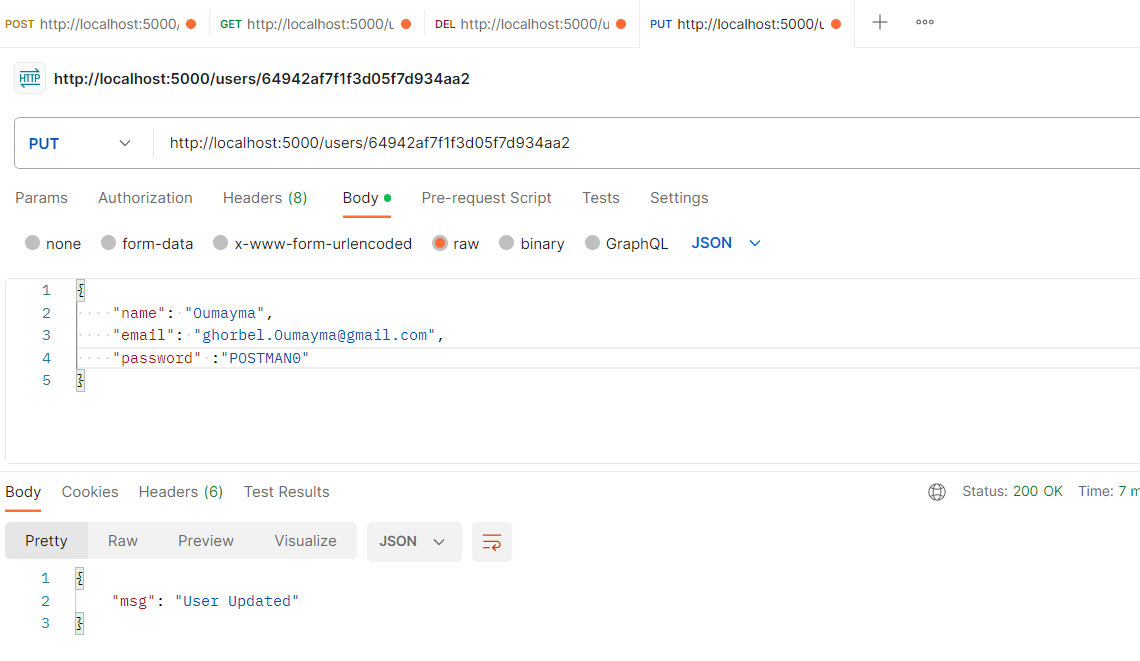 POST http://localhost:5000/ GET http://localhost:5000/u DEL http://localhost:5000/u PUT http://localhost:5000/u
HTTP http://localhost:5000/users/64942af7f1f3d05f7d934aa2
PUT http://localhost:5000/users/64942af7f1f3d05f7d934aa2
Params Authorization Headers (8) Body Pre-request Script Tests Settings
none form-data x-www-form-urlencoded raw binary GraphQL JSON
1 {
2 "name": "Oumayma",
3 "email": "ghorbel.Oumayma@gmail.com",
4 "password" :"POSTMAN0"
5 }
Body Cookies Headers (6) Test Results Status: 200 OK Time: 7 m
Pretty Raw Preview Visualize JSON
1 {
2 "msg": "User Updated"
3 }